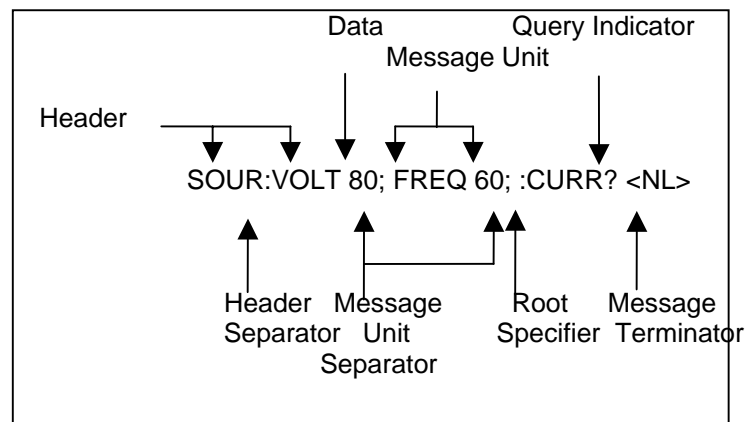 Data Query Indicator
Message Unit
Header
SOUR:VOLT 80; FREQ 60; :CURR? <NL>
Header Message Root Message
Separator Unit Specifier Terminator
Separator